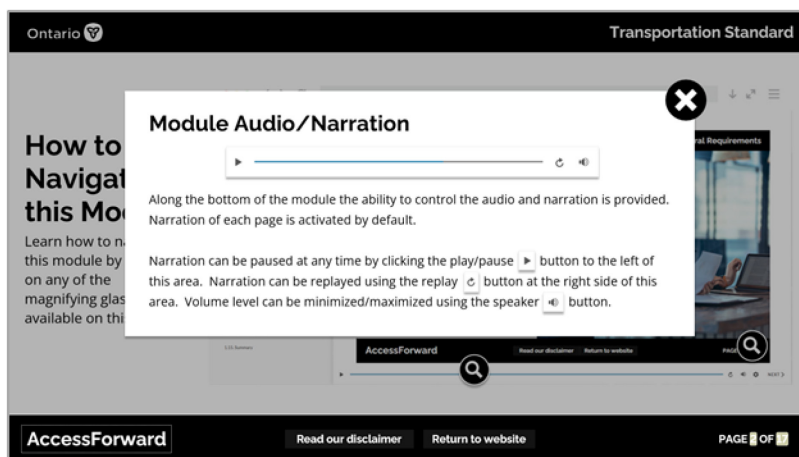 Ontario
Transportation Standard
How to
Navigat
this Mo
Learn how to na
this module by
on any of the
magnifying glas
available on thi
Module Audio/Narration
Along the bottom of the module the ability to control the audio and narration is provided.
Narration of each page is activated by default.
Narration can be paused at any time by clicking the play/pause button to the left of
this area. Narration can be replayed using the replay button at the right side of this
area. Volume level can be minimized/maximized using the speaker button.
ral Requirements
1.15 Summary
AccessForward
Read our disclaimer
Return to website
PAG
NEXT
AccessForward
Read our disclaimer
Return to website
PAGE 2 OF 17